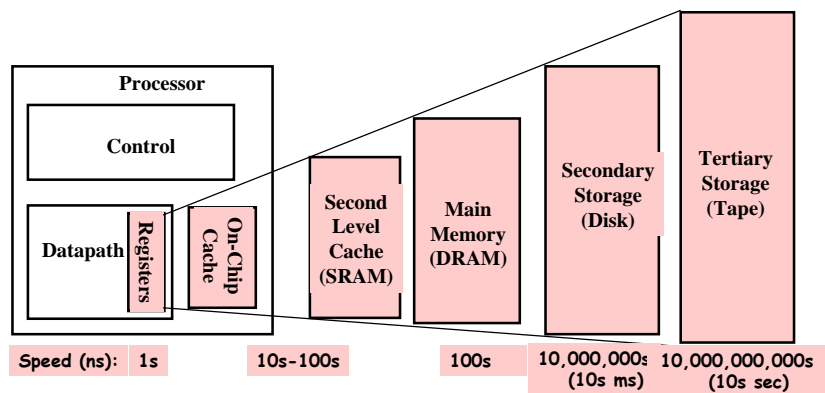 Processor
Control
Datapath
Registers
On-Chip
Cache
Second
Level
Cache
(SRAM)
Main
Memory
(DRAM)
Secondary
Storage
(Disk)
Tertiary
Storage
(Tape)
Speed (ns): 1s 10s-100s 100s 10,000,000s 10,000,000,000s
(10s ms) (10s sec)